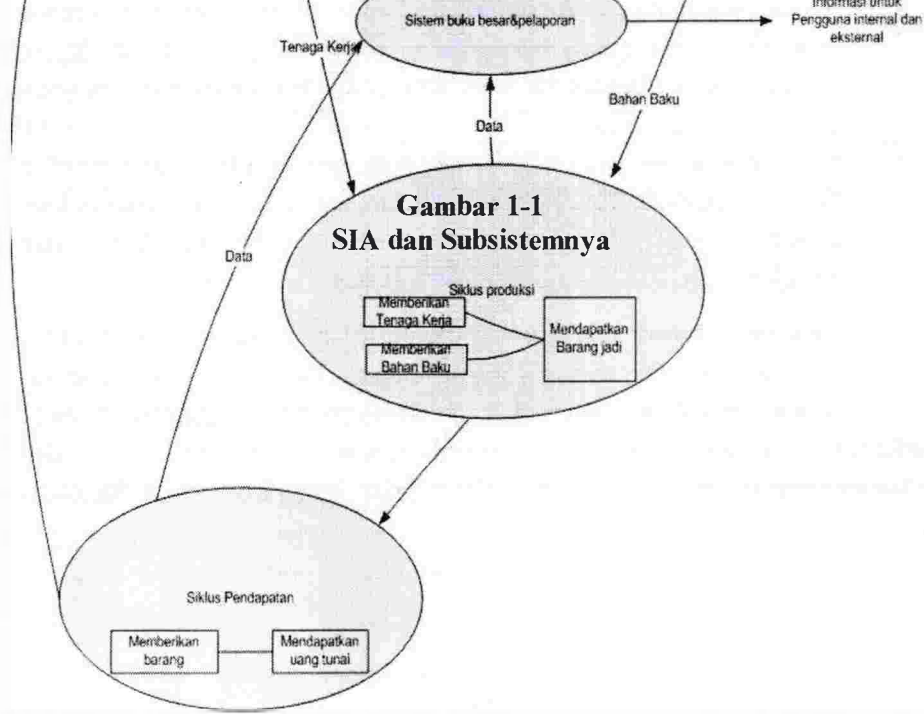 Informasi untuk
Pengguna internal dan
eksternal
Sistem buku besar&pelaporan
Tenaga Kerja
Bahan Baku
Data
Gambar 1-1
SIA dan Subsistemnya
Data
Siklus produksi
Memberikan
Tenaga Kerja
Mendapatkan
Barang jadi
Memberikan
Bahan Baku
Siklus Pendapatan
Memberikan
barang
Mendapatkan
uang tunai